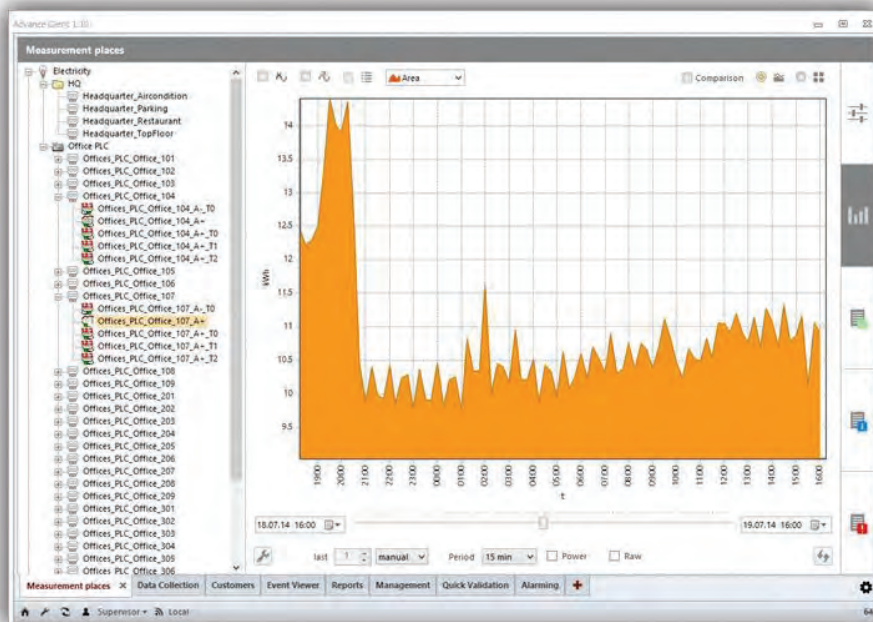 Advance Client 1.10
Measurement places
Electricity
HQ
Headquarter_Aircondition
Headquarter_Parking
Headquarter_Restaurant
Headquarter_TopFloor
Office PLC
Offices_PLC_Office_101
Offices_PLC_Office_102
Offices_PLC_Office_103
Offices_PLC_Office_104
Offices_PLC_Office_104_A-_T0
Offices_PLC_Office_104_A+
Offices_PLC_Office_104_A+_T0
Offices_PLC_Office_104_A+_T1
Offices_PLC_Office_104_A+_T2
Offices_PLC_Office_105
Offices_PLC_Office_106
Offices_PLC_Office_107
Offices_PLC_Office_107_A-_T0
Offices_PLC_Office_107_A+
Offices_PLC_Office_107_A+_T0
Offices_PLC_Office_107_A+_T1
Offices_PLC_Office_107_A+_T2
Offices_PLC_Office_108
Offices_PLC_Office_109
Offices_PLC_Office_201
Offices_PLC_Office_202
Offices_PLC_Office_203
Offices_PLC_Office_204
Offices_PLC_Office_205
Offices_PLC_Office_206
Offices_PLC_Office_207
Offices_PLC_Office_208
Offices_PLC_Office_209
Offices_PLC_Office_301
Offices_PLC_Office_302
Offices_PLC_Office_303
Offices_PLC_Office_304
Offices_PLC_Office_305
Offices_PLC_Office_306
Area Comparison
14
13.5
13
12.5
12
11.5
11
10.5
10
9.5
kWh
19:00 20:00 21:00 22:00 23:00 00:00 01:00 02:00 03:00 04:00 05:00 06:00 07:00 08:00 09:00 10:00 11:00 12:00 13:00 14:00 15:00 16:00
t
18.07.14 16:00 19.07.14 16:00
last 1 manual Period 15 min Power Raw
Measurement places Data Collection Customers Event Viewer Reports Management Quick Validation Alarming
Supervisor Local 64